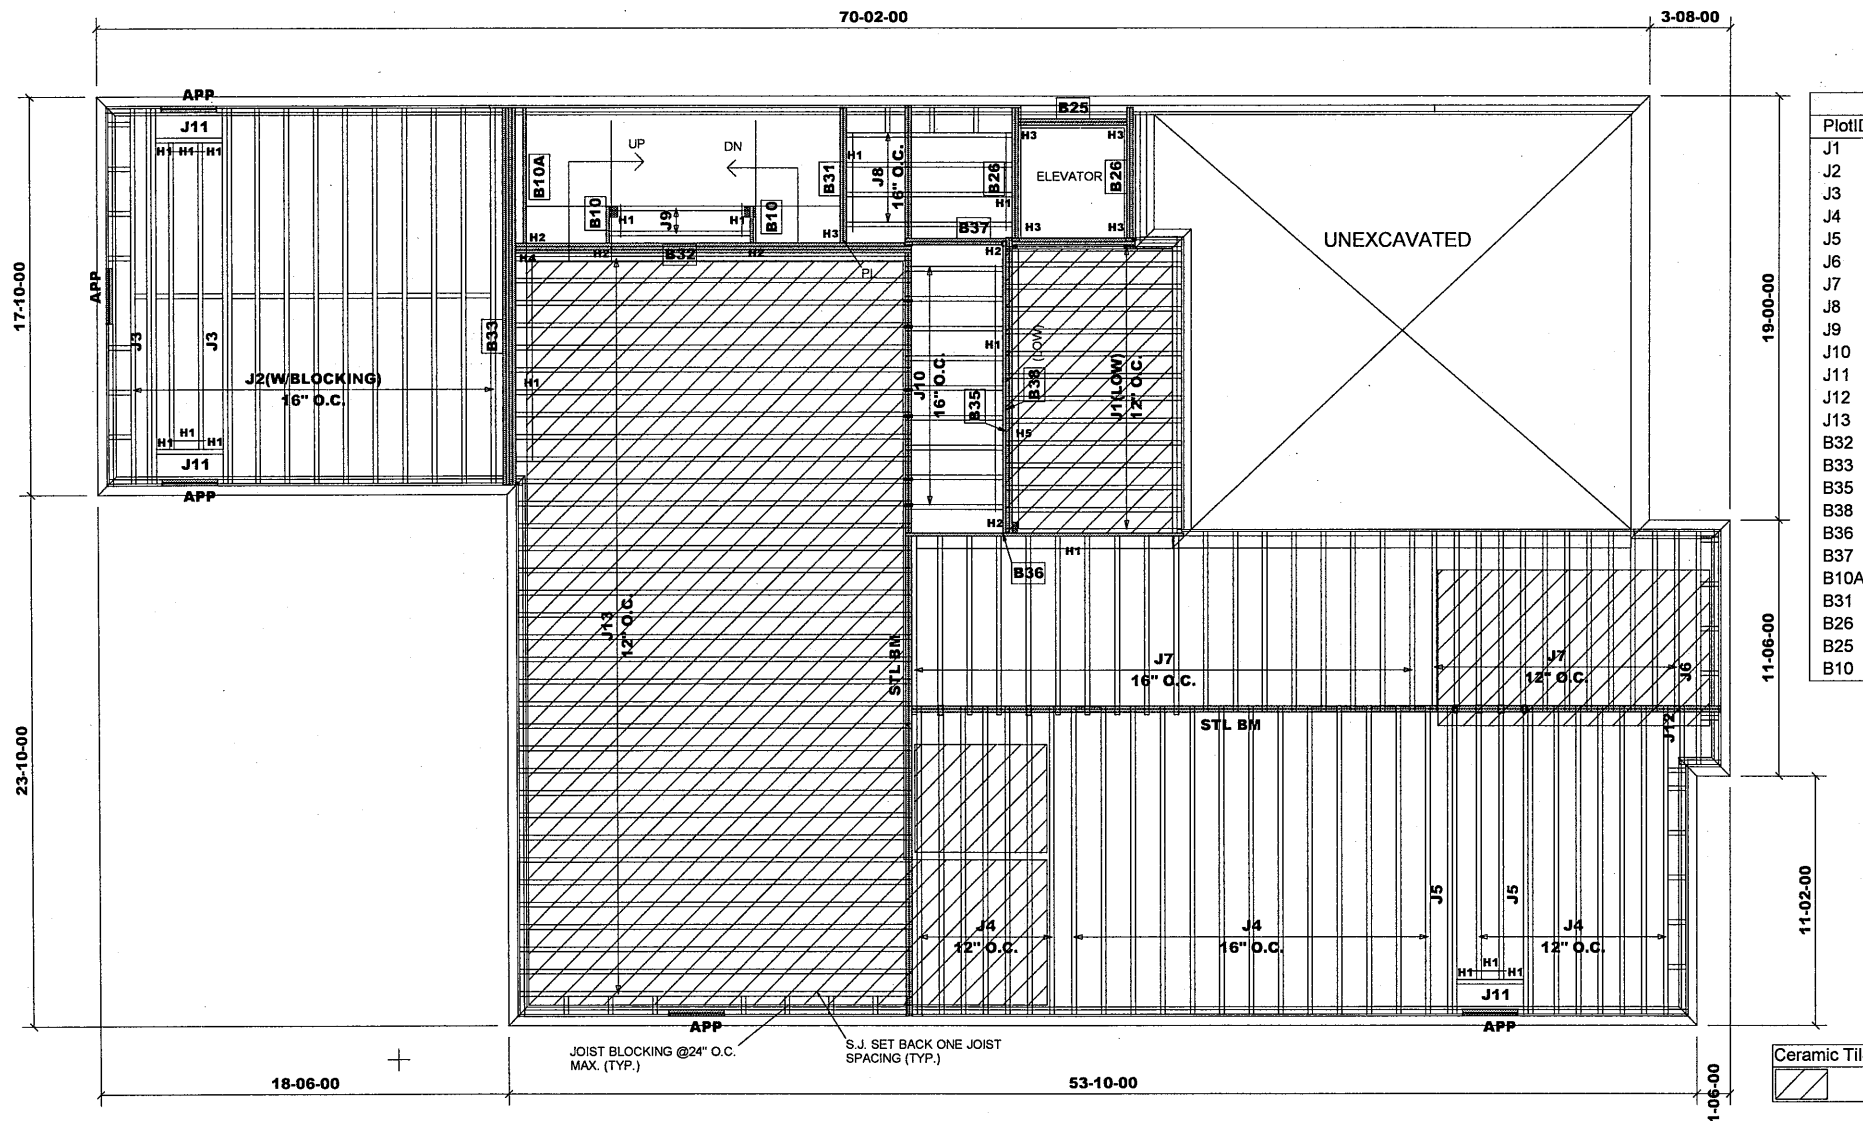 70-02-00
3-08-00
APP
J11
H1 H1 H1
B10A
UP
DN
B31
H1
J8
16" O.C.
B26
H1
H3
B25
H3
ELEVATOR
B26
H3
H3
UNEXCAVATED
B10
H1
J9
H1
B10
H3
B37
H2
H2
H2
B32
H2
H4
17-10-00
APP
J3
J3
B33
J2(W/BLOCKING)
16" O.C.
H1
J10
16" O.C.
H1
B35
B38
(LOW)
H5
J1(LOW)
12" O.C.
19-00-00
H1
H1
H1
J11
APP
H2
H1
B36
J13
12" O.C.
STL BM
J7
16" O.C.
J7
12" O.C.
J6
J12
11-06-00
STL BM
23-10-00
J4
12" O.C.
J4
16" O.C.
J5
J5
J4
12" O.C.
H1
H1
H1
J11
11-02-00
APP
APP
JOIST BLOCKING @24" O.C.
MAX. (TYP.)
S.J. SET BACK ONE JOIST
SPACING (TYP.)
18-06-00
53-10-00
1-06-00
PlotID
J1
J2
J3
J4
J5
J6
J7
J8
J9
J10
J11
J12
J13
B32
B33
B35
B38
B36
B37
B10A
B31
B26
B25
B10
Ceramic Til